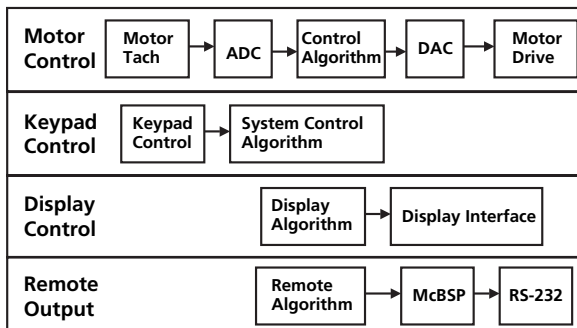 Motor
Control
Motor
Tach
ADC
Control
Algorithm
DAC
Motor
Drive
Keypad
Control
Keypad
Control
System Control
Algorithm
Display
Control
Display
Algorithm
Display Interface
Remote
Output
Remote
Algorithm
McBSP
RS-232